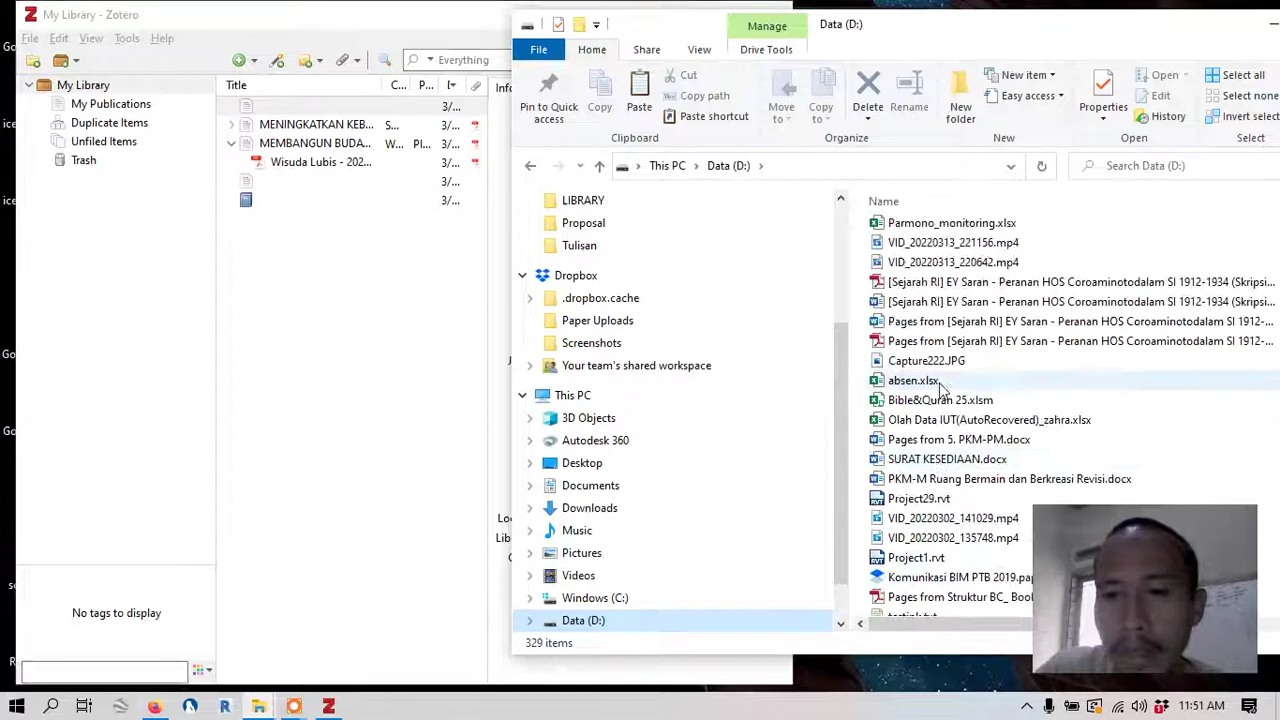 My Library - Zotero
File Edit View Tools Help
Everything
My Library
My Publications
Duplicate Items
Unfiled Items
Trash
Title C... P...
3/...
MENINGKATKAN KEB... S... 3/...
MEMBANGUN BUDA... W... Pl... 3/...
Wisuda Lubis - 202... 3/...
3/...
3/...
No tags to display
Manage
Data (D:)
File Home Share View Drive Tools
Pin to Quick access
Copy
Paste
Cut
Copy path
Paste shortcut
Clipboard
Move to
Copy to
Delete
Rename
Organize
New folder
New item
Easy access
New
Properties
Open
Edit
History
Open
Select all
Select none
Invert select
Select
This PC > Data (D:) >
Search Data (D:)
LIBRARY
Proposal
Tulisan
Dropbox
.dropbox.cache
Paper Uploads
Screenshots
Your team's shared workspace
This PC
3D Objects
Autodesk 360
Desktop
Documents
Downloads
Music
Pictures
Videos
Windows (C:)
Data (D:)
329 items
Name
Parmono_monitoring.xlsx
VID_20220313_221156.mp4
VID_20220313_220642.mp4
[Sejarah RI] EY Saran - Peranan HOS Coroaminotodalam SI 1912-1934 (Skripsi...
[Sejarah RI] EY Saran - Peranan HOS Coroaminotodalam SI 1912-1934 (Skripsi...
Pages from [Sejarah RI] EY Saran - Peranan HOS Coroaminotodalam SI 1912-...
Pages from [Sejarah RI] EY Saran - Peranan HOS Coroaminotodalam SI 1912-...
Capture222.JPG
absen.xlsx
Bible&Quran 25.xlsm
Olah Data IUT(AutoRecovered)_zahra.xlsx
Pages from 5. PKM-PM.docx
SURAT KESEDIAAN.docx
PKM-M Ruang Bermain dan Berkreasi Revisi.docx
Project29.rvt
VID_20220302_141029.mp4
VID_20220302_135748.mp4
Project1.rvt
Komunikasi BIM PTB 2019.pap
Pages from Struktur BC_ Boo
11:51 AM